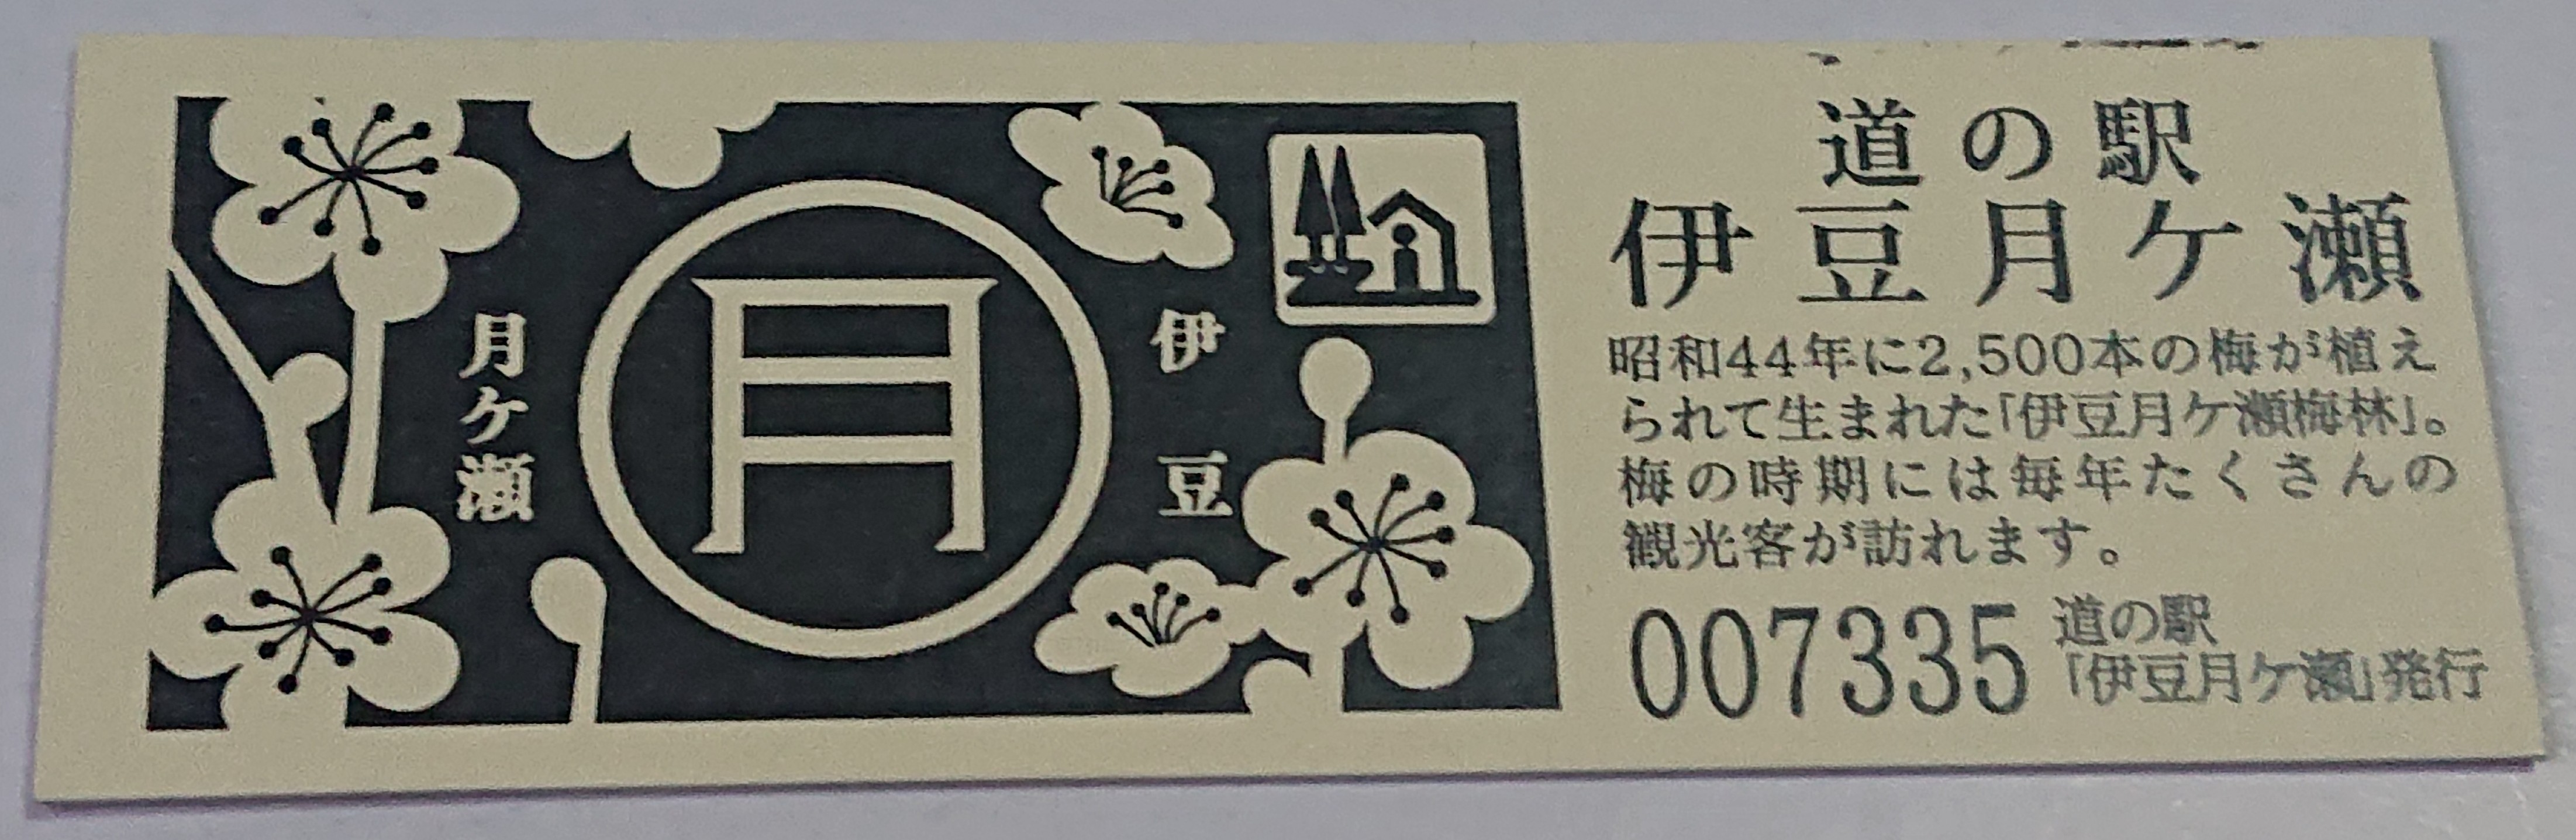 月
伊豆
月ケ瀬
道の駅
伊豆月ケ瀬
昭和44年に2,500本の梅が植え
られて生まれた「伊豆月ケ瀬梅林」。
梅の時期には毎年たくさんの
観光客が訪れます。
007335
道の駅
「伊豆月ケ瀬」発行